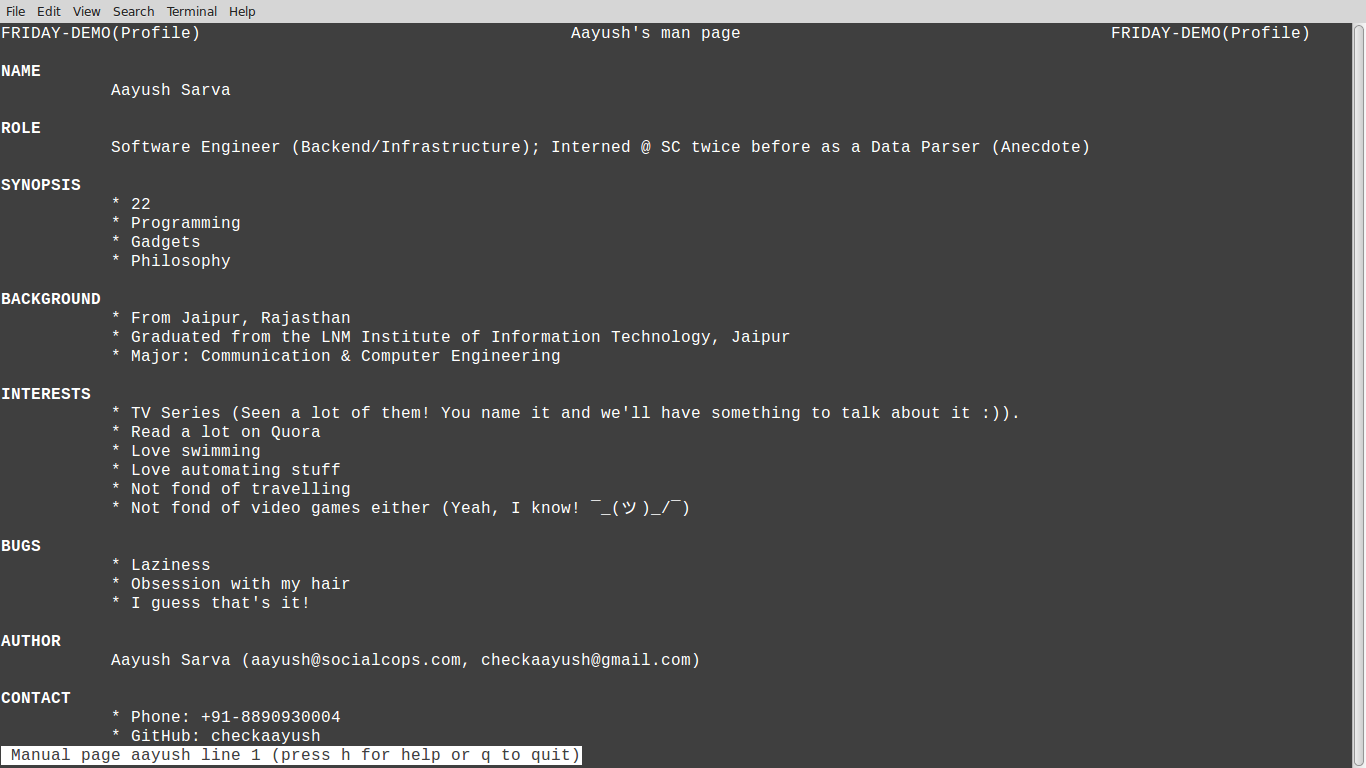 File Edit View Search Terminal Help
FRIDAY-DEMO(Profile) Aayush's man page FRIDAY-DEMO(Profile)
NAME
Aayush Sarva
ROLE
Software Engineer (Backend/Infrastructure); Interned @ SC twice before as a Data Parser (Anecdote)
SYNOPSIS
* 22
* Programming
* Gadgets
* Philosophy
BACKGROUND
* From Jaipur, Rajasthan
* Graduated from the LNM Institute of Information Technology, Jaipur
* Major: Communication & Computer Engineering
INTERESTS
* TV Series (Seen a lot of them! You name it and we'll have something to talk about it :)).
* Read a lot on Quora
* Love swimming
* Love automating stuff
* Not fond of travelling
* Not fond of video games either (Yeah, I know! ¯_(ツ)_/¯)
BUGS
* Laziness
* Obsession with my hair
* I guess that's it!
AUTHOR
Aayush Sarva (aayush@socialcops.com, checkaayush@gmail.com)
CONTACT
* Phone: +91-8890930004
* GitHub: checkaayush
Manual page aayush line 1 (press h for help or q to quit)